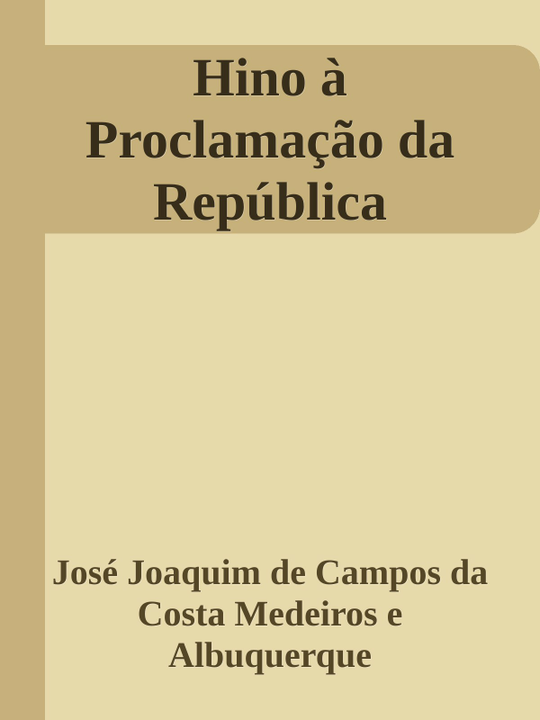 Hino à
Proclamação da
República
José Joaquim de Campos da
Costa Medeiros e
Albuquerque